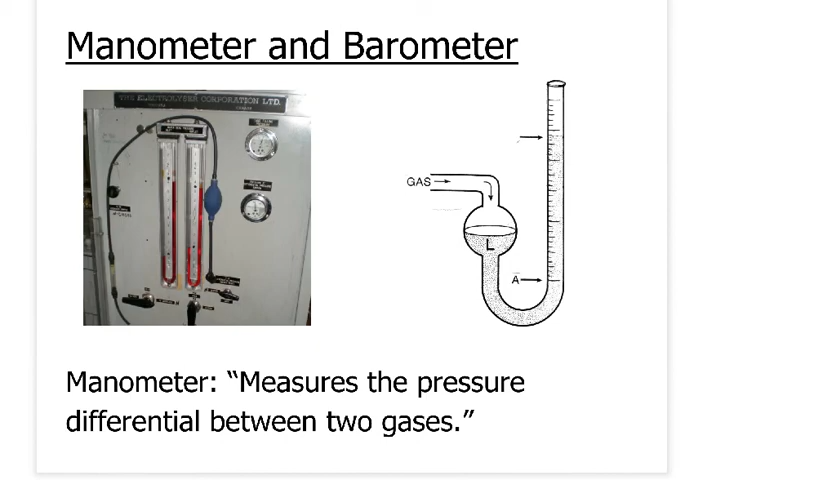 Manometer and Barometer
THE ELECTROLYSER CORPORATION LTD.
GAS
L
A
Manometer: “Measures the pressure
differential between two gases.”